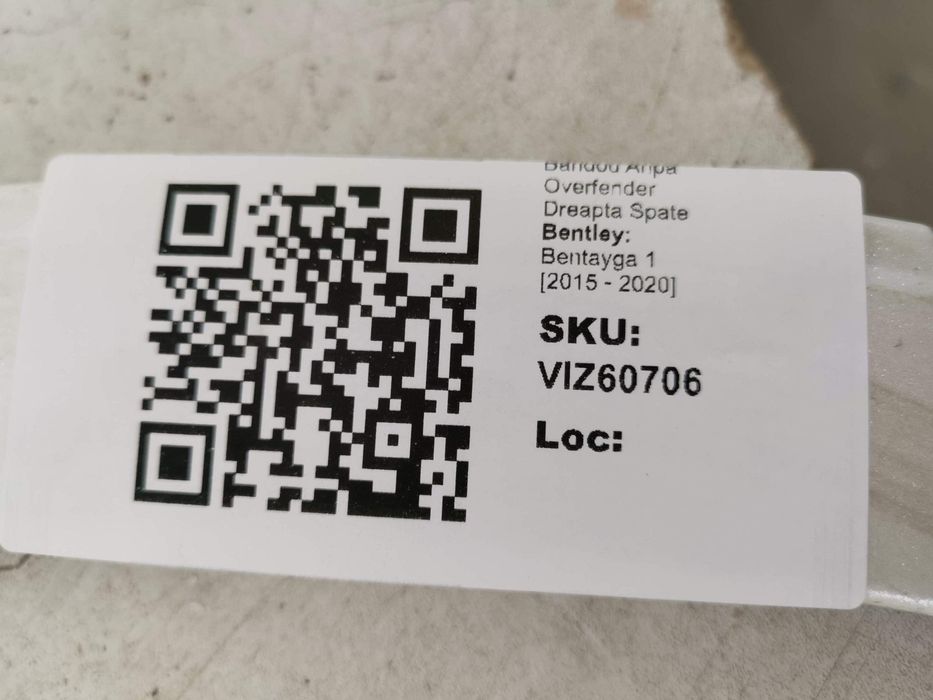 Bandou Aripa
Overfender
Dreapta Spate
Bentley:
Bentayga 1
[2015 - 2020]
SKU:
VIZ60706
Loc: